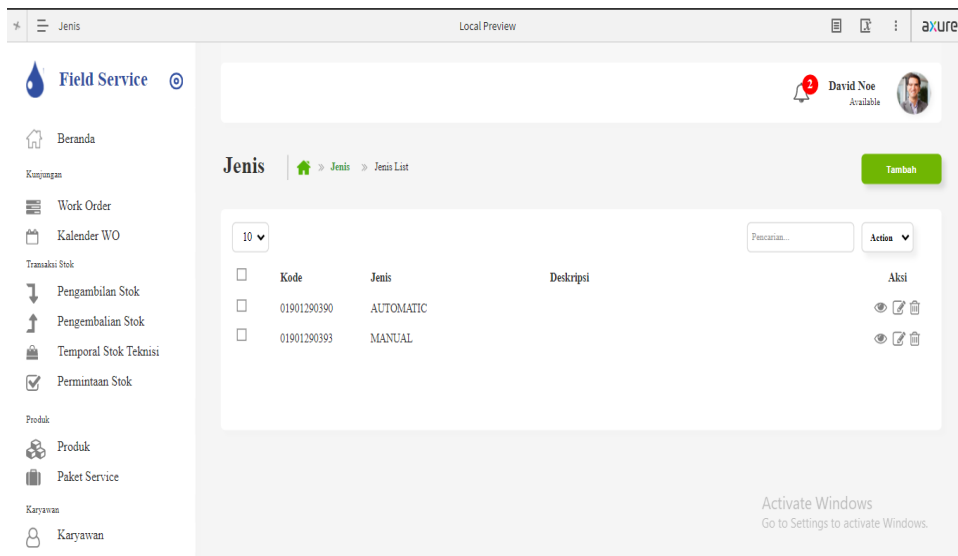 Jenis Local Preview axure
Field Service
2 David Noe
Available
Beranda
Jenis » Jenis » Jenis List Tambah
Kunjungan
Work Order
Kalender WO
10 Pencarian... Action
Transaksi Stok
Kode Jenis Deskripsi Aksi
Pengambilan Stok
01901290390 AUTOMATIC
Pengembalian Stok
01901290393 MANUAL
Temporal Stok Teknisi
Permintaan Stok
Produk
Produk
Paket Service
Karyawan
Karyawan
Activate Windows
Go to Settings to activate Windows.